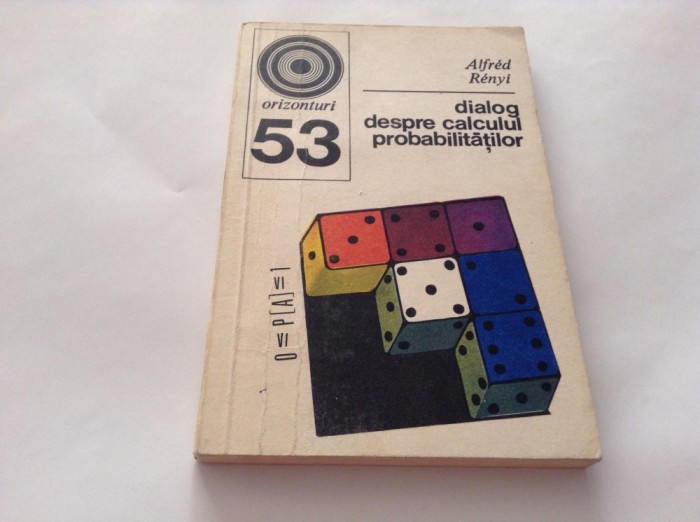 orizonturi
53
Alfréd
Rényi
dialog
despre calculul
probabilităților
0 ≤ P[A] ≤ 1